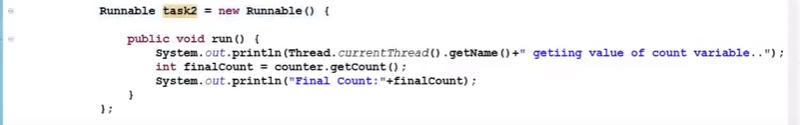 Runnable task2 = new Runnable() {
public void run() {
System.out.println(Thread.currentThread().getName()+" getiing value of count variable..");
int finalCount = counter.getCount();
System.out.println("Final Count:"+finalCount);
}
};